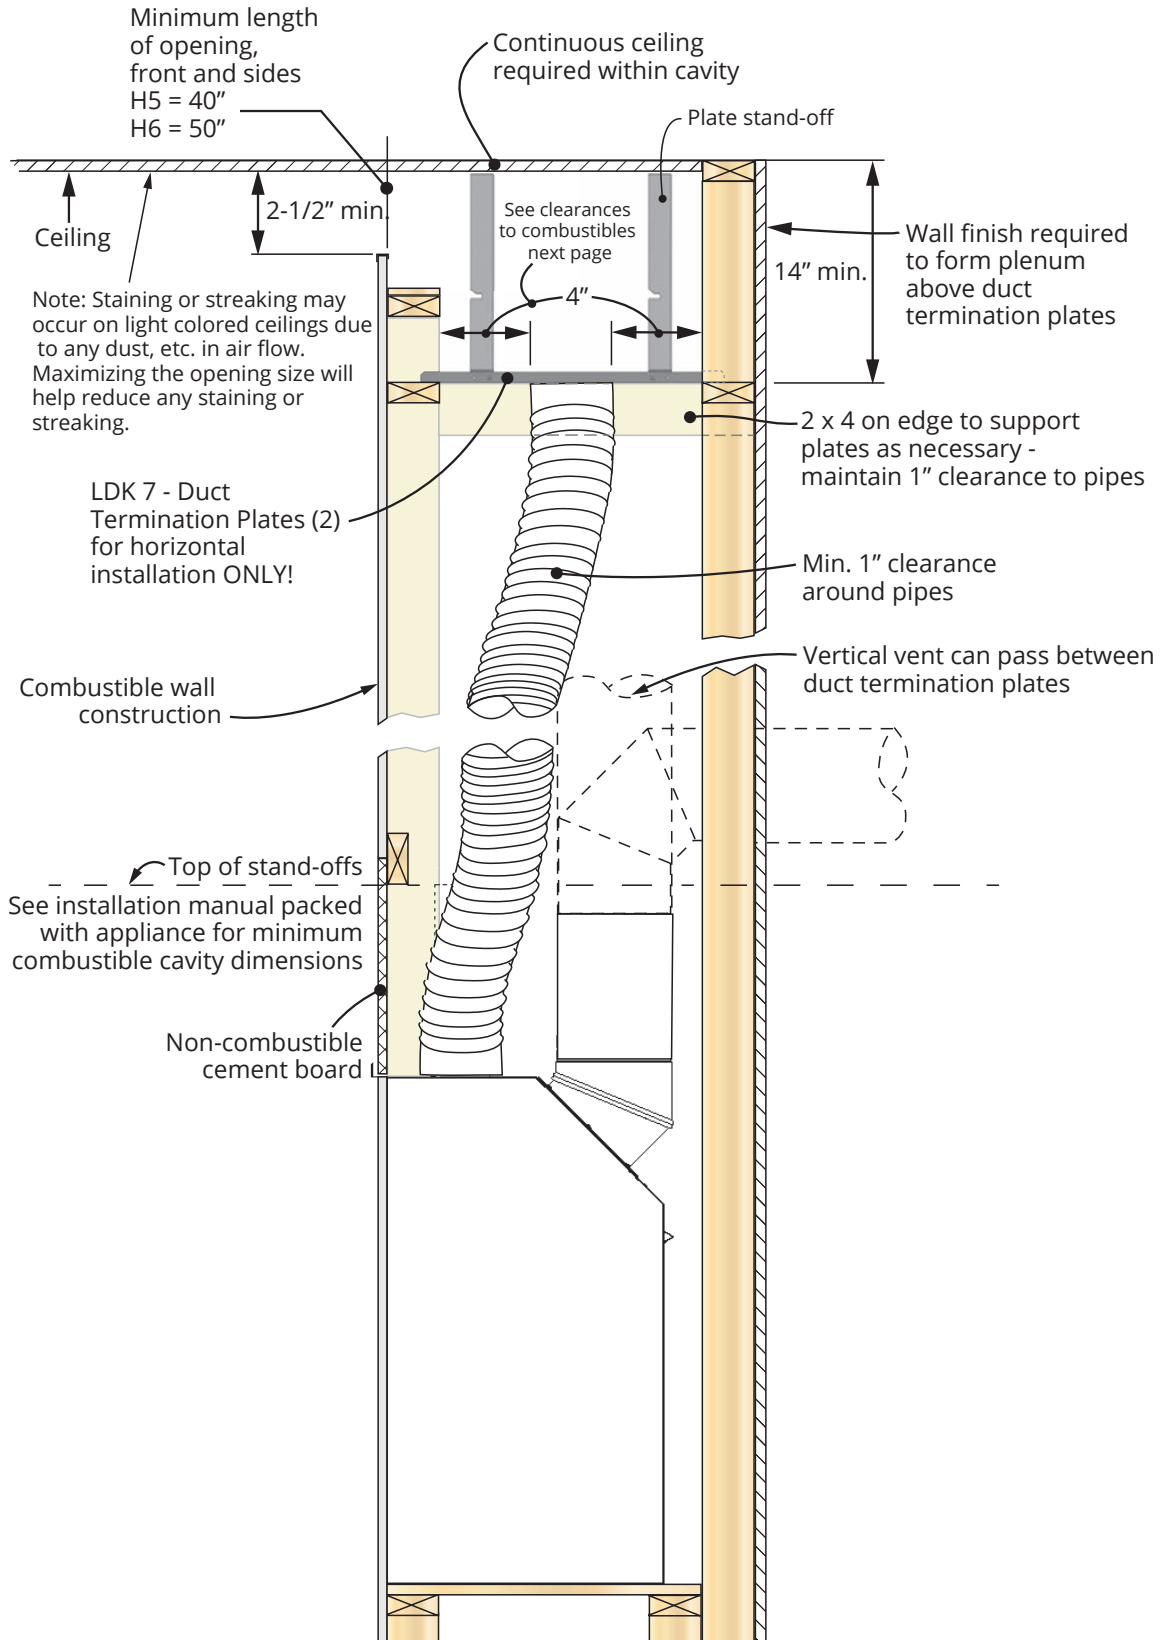 Minimum length
of opening,
front and sides
H5 = 40”
H6 = 50”
Continuous ceiling
required within cavity
Plate stand-off
2-1/2” min.
Ceiling
See clearances
to combustibles
next page
4”
14” min.
Wall finish required
to form plenum
above duct
termination plates
Note: Staining or streaking may
occur on light colored ceilings due
to any dust, etc. in air flow.
Maximizing the opening size will
help reduce any staining or
streaking.
2 x 4 on edge to support
plates as necessary -
maintain 1” clearance to pipes
LDK 7 - Duct
Termination Plates (2)
for horizontal
installation ONLY!
Min. 1” clearance
around pipes
Vertical vent can pass between
duct termination plates
Combustible wall
construction
Top of stand-offs
See installation manual packed
with appliance for minimum
combustible cavity dimensions
Non-combustible
cement board